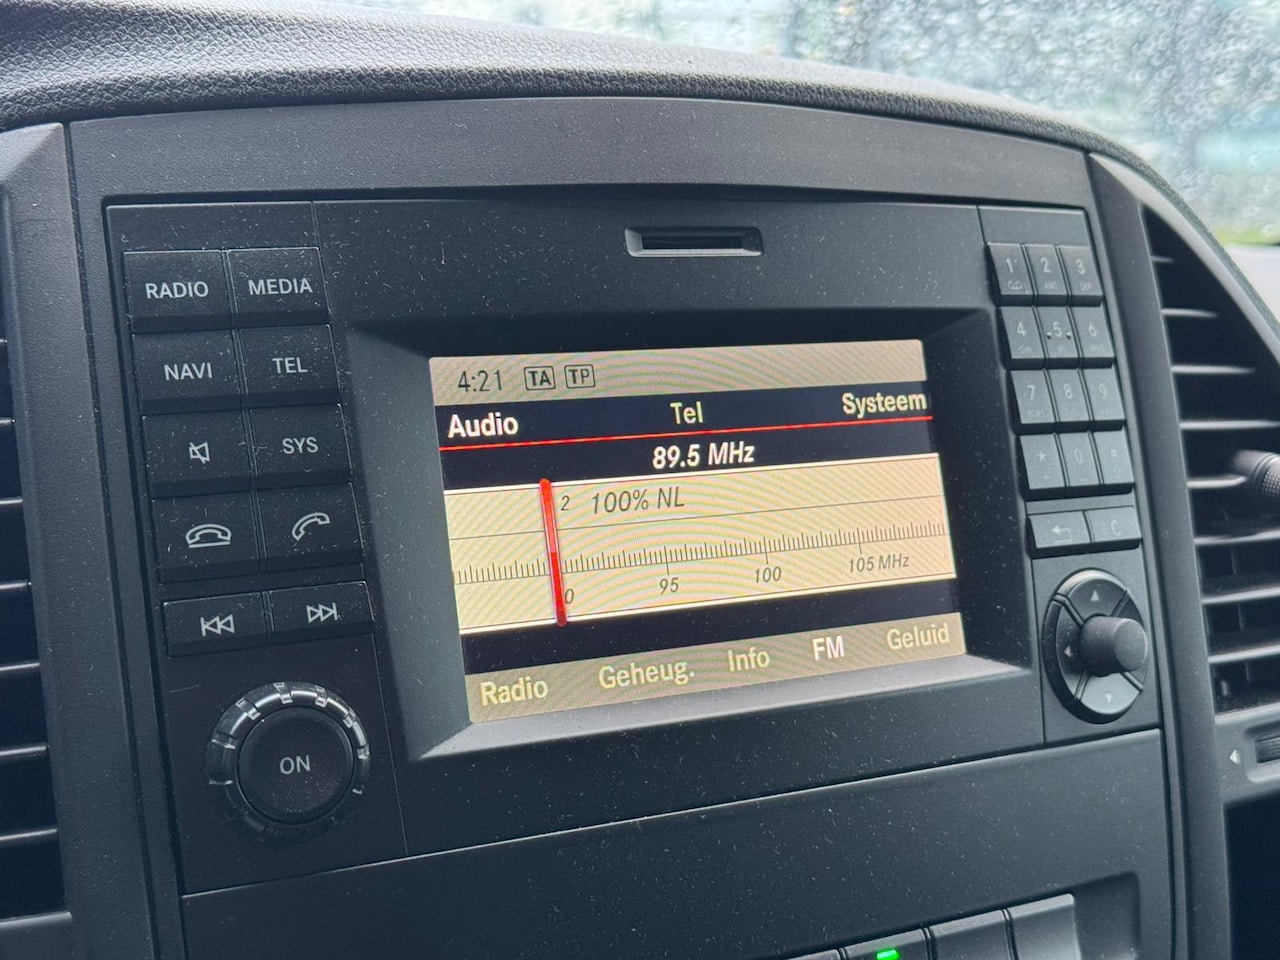 RADIO MEDIA
NAVI TEL
SYS
ON
4:21 TA TP
Audio Tel Systeem
89.5 MHz
2 100% NL
0 95 100 105 MHz
Radio Geheug. Info FM Geluid
1 2 3
4 5 6
7 8 9
* 0 #
C